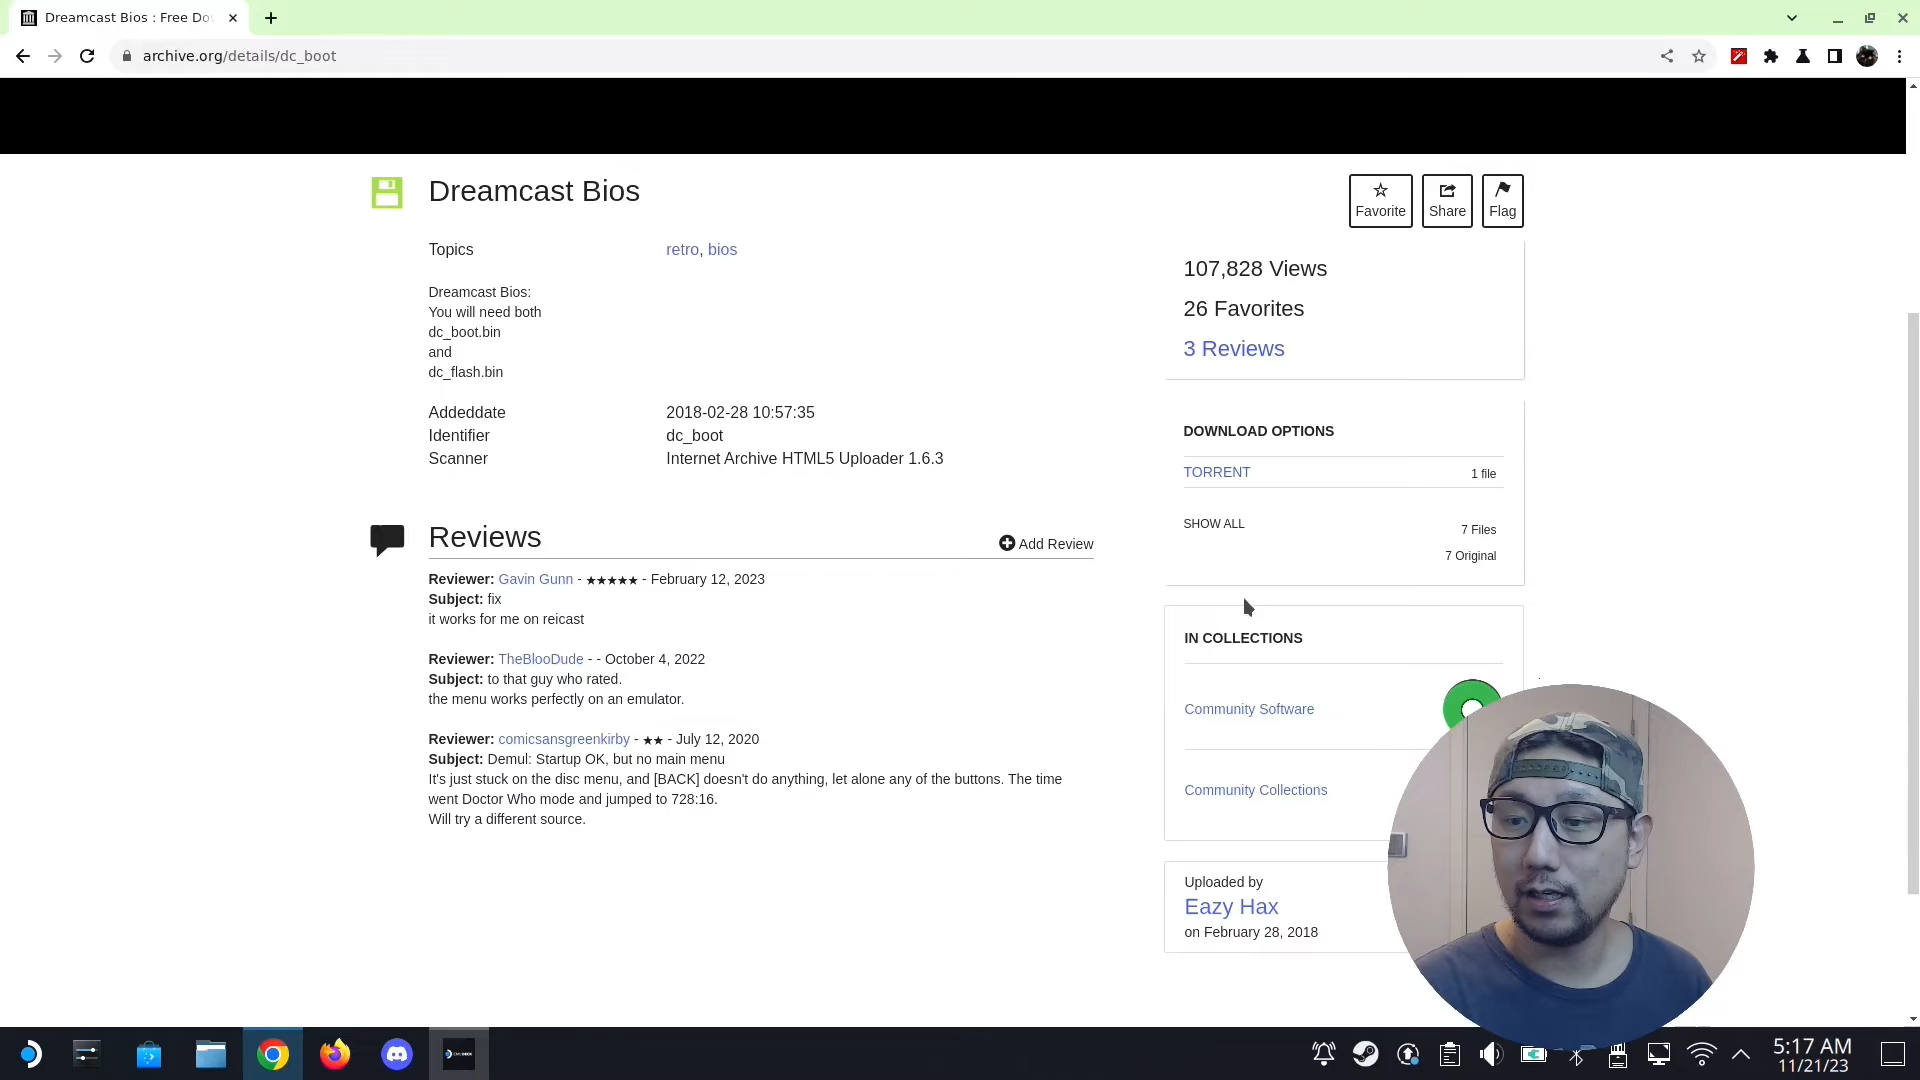 Dreamcast Bios : Free Do
archive.org/details/dc_boot
Dreamcast Bios
Favorite
Share
Flag
Topics
retro, bios
107,828 Views
26 Favorites
3 Reviews
Dreamcast Bios:
You will need both
dc_boot.bin
and
dc_flash.bin
Addeddate
2018-02-28 10:57:35
Identifier
dc_boot
Scanner
Internet Archive HTML5 Uploader 1.6.3
DOWNLOAD OPTIONS
TORRENT
1 file
SHOW ALL
7 Files
7 Original
Reviews
Add Review
Reviewer: Gavin Gunn - ★★★★★ - February 12, 2023
Subject: fix
it works for me on reicast
Reviewer: TheBlooDude - - October 4, 2022
Subject: to that guy who rated.
the menu works perfectly on an emulator.
Reviewer: comicsansgreenkirby - ★★ - July 12, 2020
Subject: Demul: Startup OK, but no main menu
It's just stuck on the disc menu, and [BACK] doesn't do anything, let alone any of the buttons. The time
went Doctor Who mode and jumped to 728:16.
Will try a different source.
IN COLLECTIONS
Community Software
Community Collections
Uploaded by
Eazy Hax
on February 28, 2018
5:17 AM
11/21/23